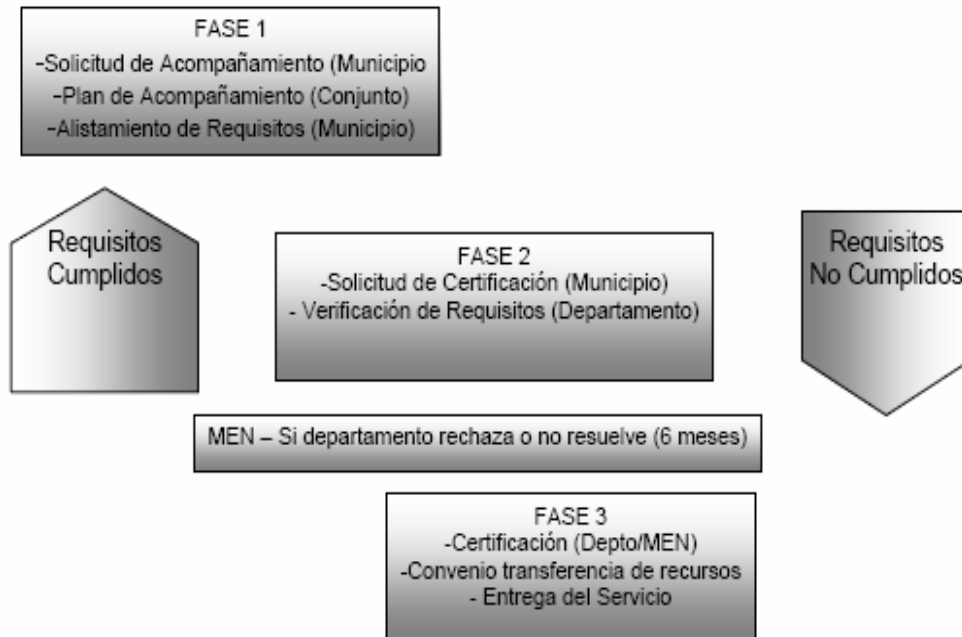 FASE 1
-Solicitud de Acompañamiento (Municipio
-Plan de Acompañamiento (Conjunto)
-Alistamiento de Requisitos (Municipio)
Requisitos
Cumplidos
FASE 2
-Solicitud de Certificación (Municipio)
- Verificación de Requisitos (Departamento)
Requisitos
No Cumplidos
MEN – Si departamento rechaza o no resuelve (6 meses)
FASE 3
-Certificación (Depto/MEN)
-Convenio transferencia de recursos
- Entrega del Servicio